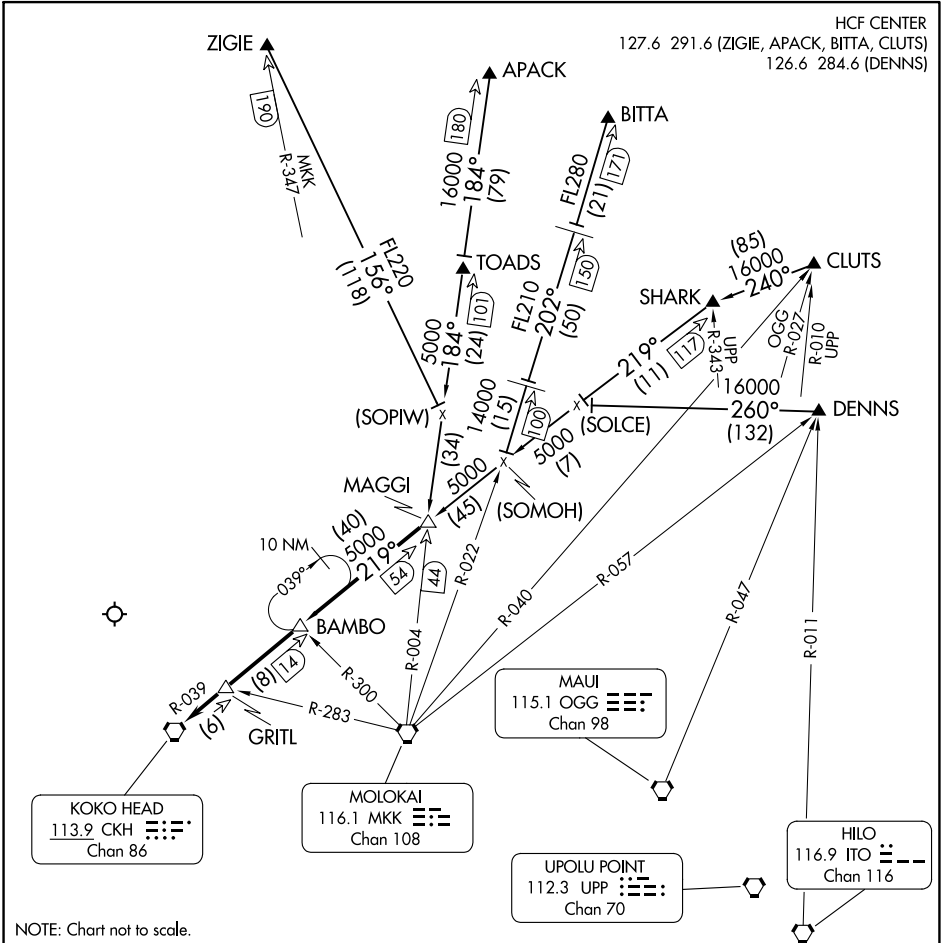 HCF CENTER
127.6 291.6 (ZIGIE, APACK, BITTA, CLUTS)
126.6 284.6 (DENNS)
ZIGIE
APACK
BITTA
190
MKK
R-347
180
16000
184°
(79)
171
FL280
(21)
FL220
156°
(118)
TOADS
101
5000
184°
(24)
150
FL210
202°
(50)
(85)
16000
240°
CLUTS
SHARK
117
219°
(11)
UPP
R-343
OGG
R-027
R-010
UPP
16000
260°
(132)
DENNS
(SOPIW)
(34)
14000
(15)
100
(SOLCE)
5000
(7)
MAGGI
5000
(45)
(SOMOH)
(40)
5000
219°
54
44
10 NM
039°
R-022
R-040
R-057
R-047
R-011
R-004
BAMBO
(8)
14
R-300
R-283
R-039
(6)
GRITL
MAUI
115.1 OGG
Chan 98
KOKO HEAD
113.9 CKH
Chan 86
MOLOKAI
116.1 MKK
Chan 108
UPOLU POINT
112.3 UPP
Chan 70
HILO
116.9 ITO
Chan 116
NOTE: Chart not to scale.